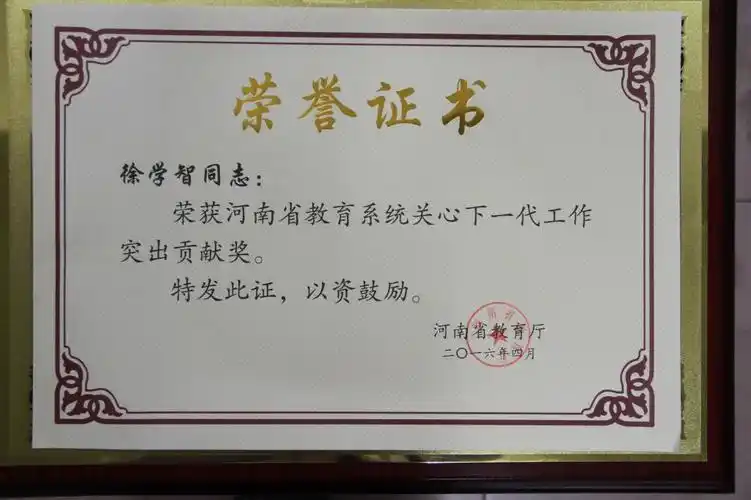 荣誉证书
徐学智同志：
荣获河南省教育系统关心下一代工作
突出贡献奖。
特发此证，以资鼓励。
河南省教育厅
二〇一六年四月